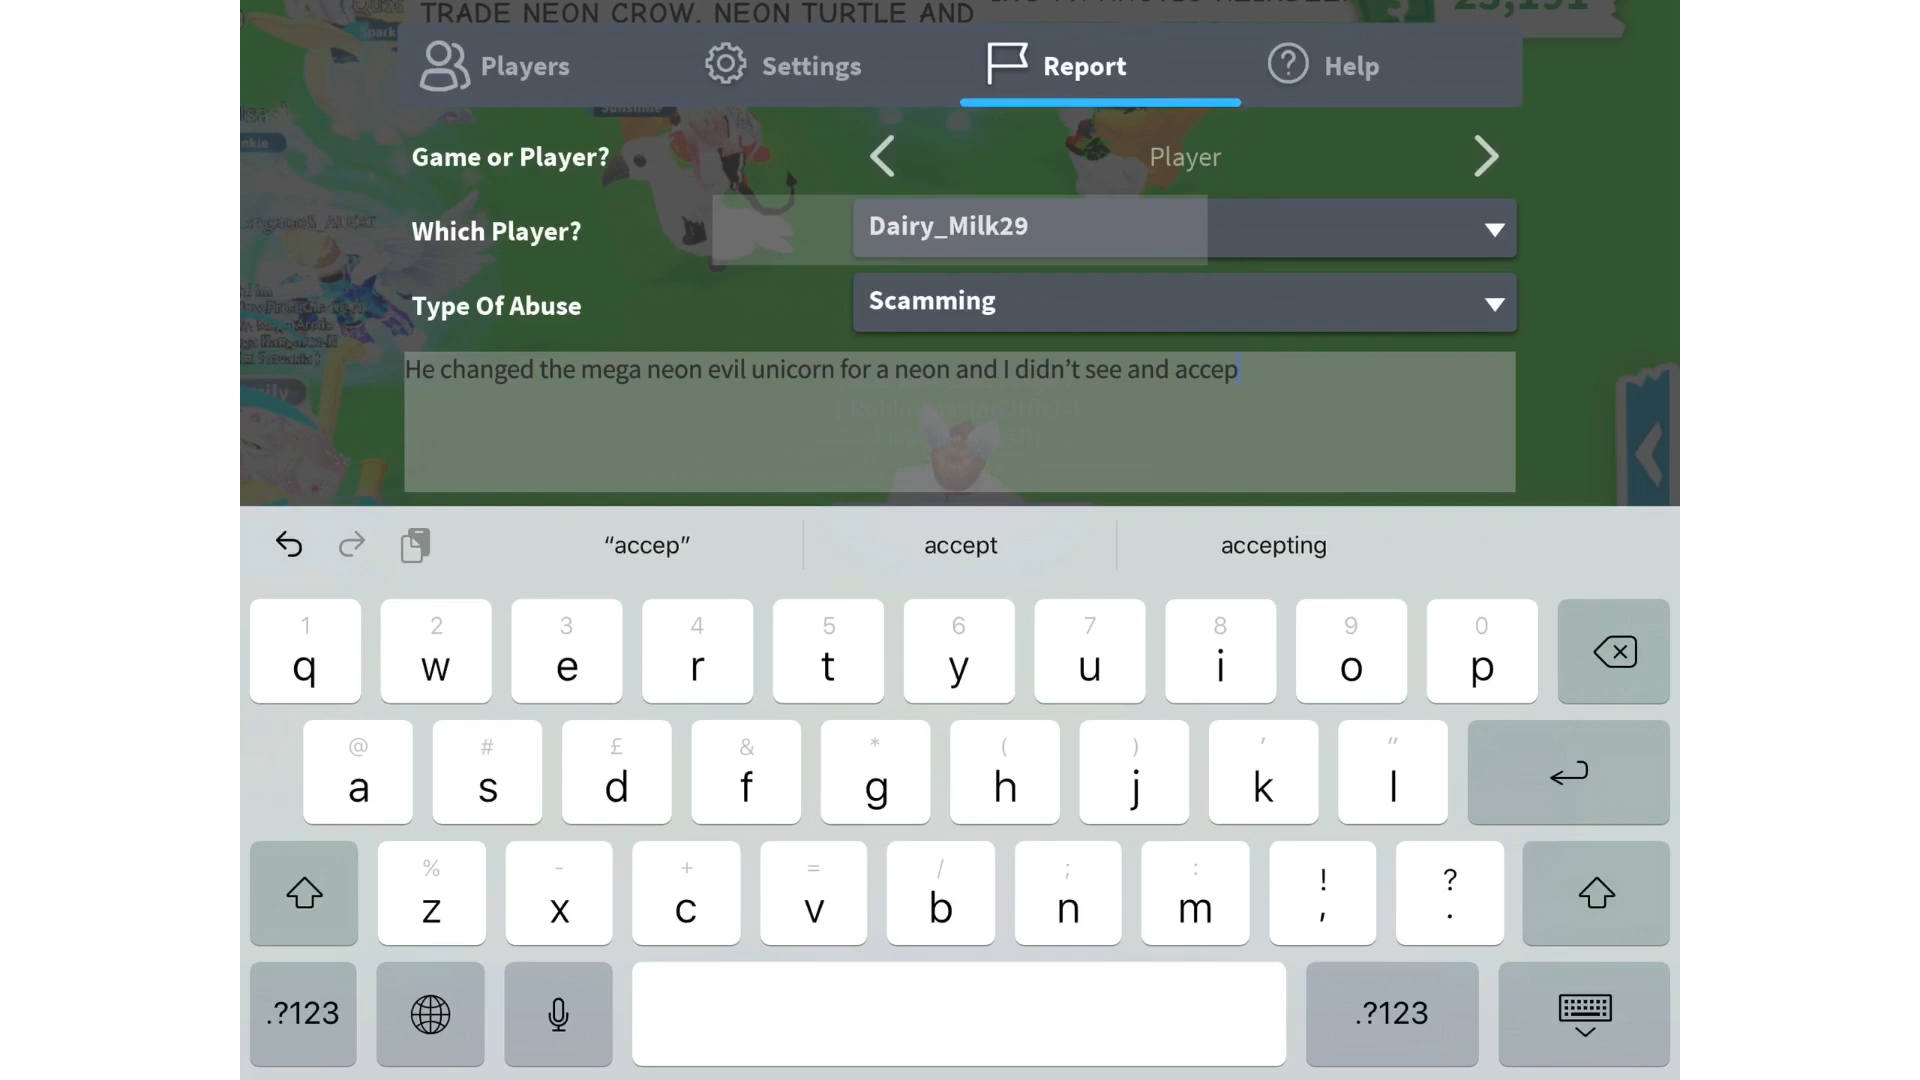 TRADE NEON CROW, NEON TURTLE AND
Players
Settings
Report
Help
Game or Player?
Player
Which Player?
Dairy_Milk29
Type Of Abuse
Scamming
He changed the mega neon evil unicorn for a neon and I didn’t see and accep
“accep”
accept
accepting
1 2 3 4 5 6 7 8 9 0
q w e r t y u i o p
@ # £ & * ( ) ' "
a s d f g h j k l
% - + = / ; : ! ?
z x c v b n m , .
.?123
.?123